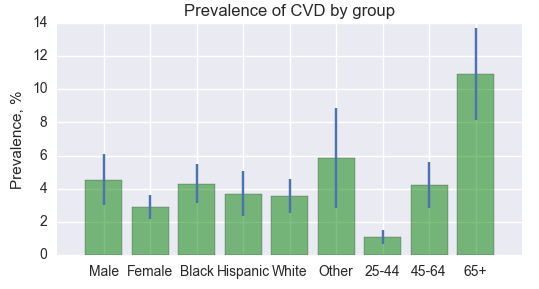 Prevalence of CVD by group
Prevalence, %
14
12
10
8
6
4
2
0
Male Female Black Hispanic White Other 25-44 45-64 65+